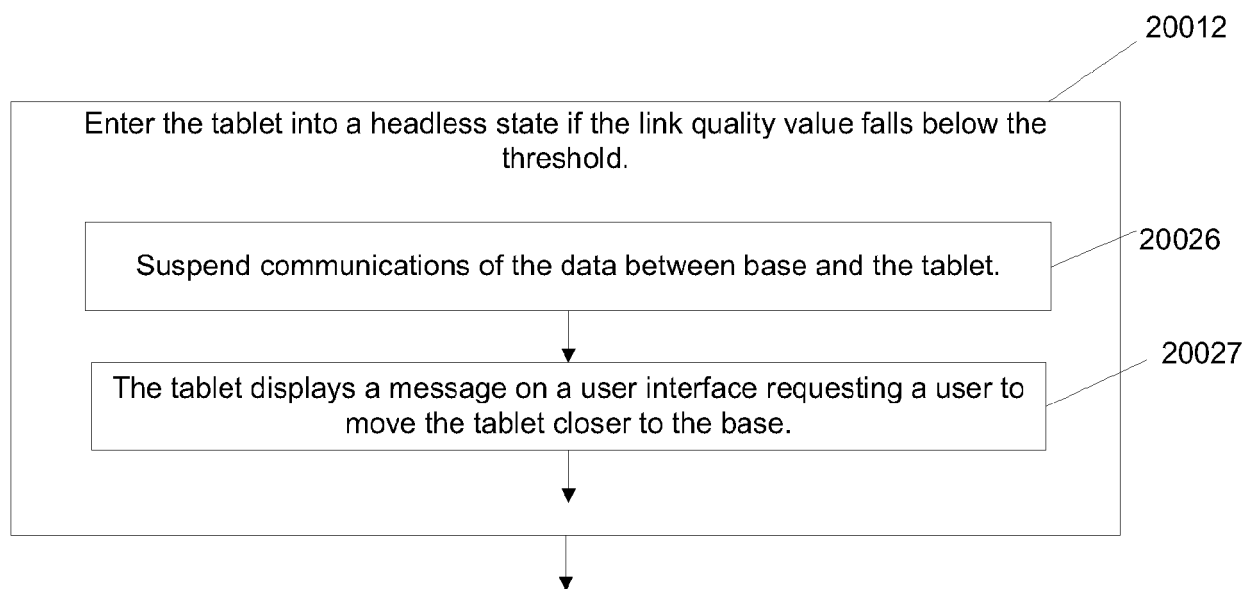 20012
Enter the tablet into a headless state if the link quality value falls below the
threshold.
20026
Suspend communications of the data between base and the tablet.
20027
The tablet displays a message on a user interface requesting a user to
move the tablet closer to the base.